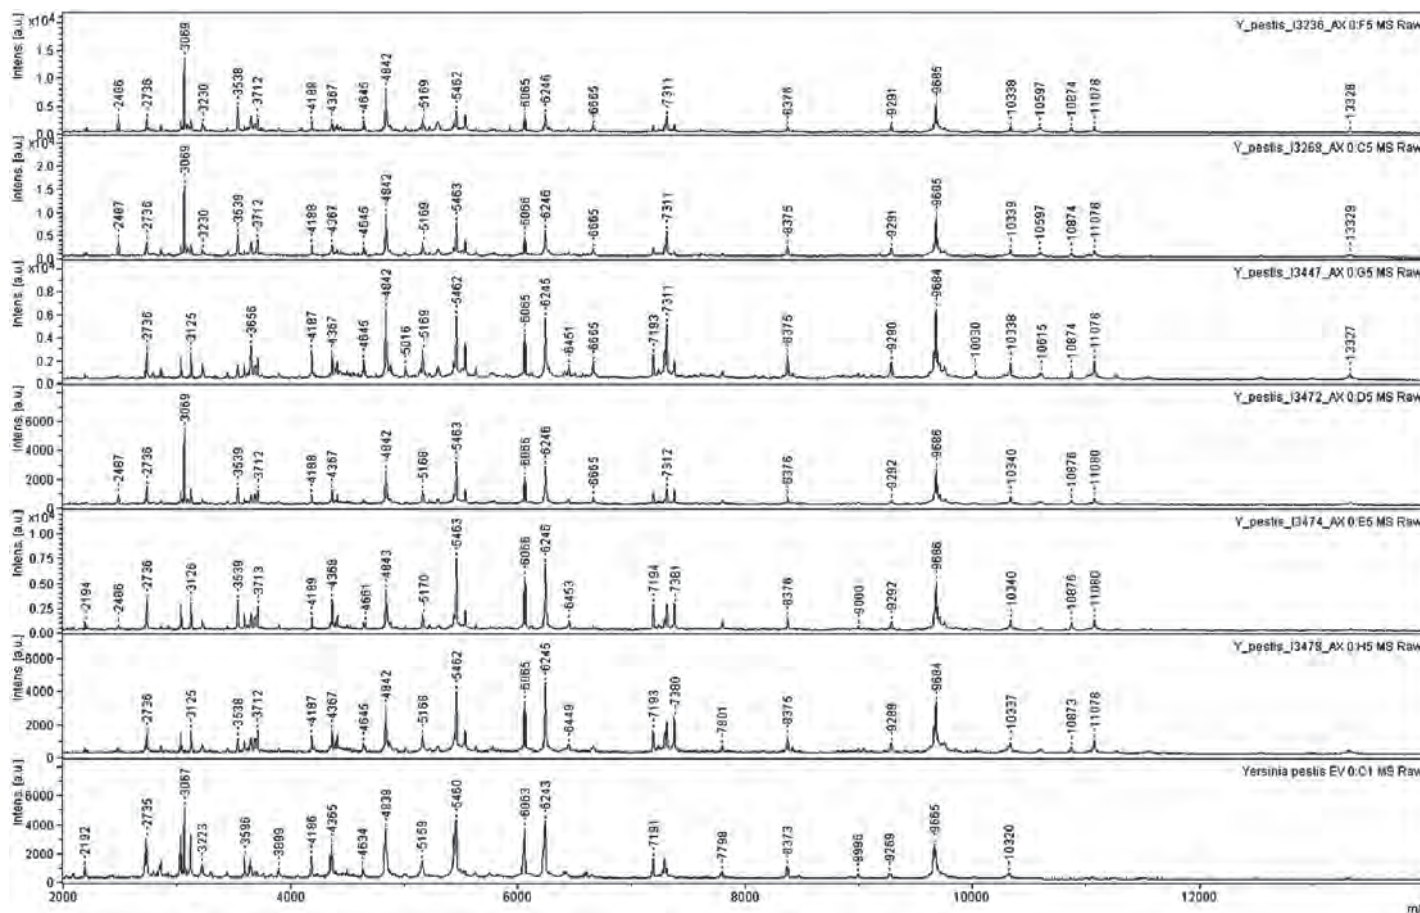 Intens. [a.u.]
x10⁴
Y_pestis_I3236_AX 0:F5 MS Raw
1.5
1.0
0.5
0.0
2486 2736 3069 3230 3538 3712 4188 4367 4645 4842 5169 5462 6065 6246 6665 7311 8376 9291 9685 10339 10597 10874 11078 13328
Intens. [a.u.]
x10⁴
Y_pestis_I3268_AX 0:C5 MS Raw
2.0
1.5
1.0
0.5
0.0
2487 2736 3069 3230 3539 3712 4188 4367 4645 4842 5169 5463 6066 6246 6665 7311 8375 9291 9685 10339 10597 10874 11078 13329
Intens. [a.u.]
x10⁴
Y_pestis_I3447_AX 0:G5 MS Raw
0.8
0.6
0.4
0.2
0.0
2736 3125 3656 4187 4367 4645 4842 5016 5169 5462 6065 6245 6451 6665 7193 7311 8375 9290 9684 10030 10338 10615 10874 11076 13327
Intens. [a.u.]
Y_pestis_I3472_AX 0:D5 MS Raw
6000
4000
2000
0
2487 2736 3069 3539 3712 4188 4367 4842 5168 5463 6066 6246 6665 7312 8376 9292 9686 10340 10876 11080
Intens. [a.u.]
x10⁴
Y_pestis_I3474_AX 0:E5 MS Raw
1.00
0.75
0.50
0.25
0.00
2194 2486 2736 3126 3539 3713 4189 4368 4661 4843 5170 5463 6066 6246 6453 7194 7381 8376 9000 9292 9686 10340 10876 11080
Intens. [a.u.]
Y_pestis_I3478_AX 0:H5 MS Raw
6000
4000
2000
0
2736 3125 3538 3712 4187 4367 4645 4842 5168 5462 6065 6246 6449 7193 7380 7801 8375 9289 9684 10337 10873 11078
Intens. [a.u.]
Yersinia pestis EV 0:C1 MS Raw
6000
4000
2000
0
2192 2735 3067 3223 3596 3899 4186 4365 4634 4839 5159 5460 6063 6243 7191 7798 8373 8996 9269 9665 10320
2000 4000 6000 8000 10000 12000